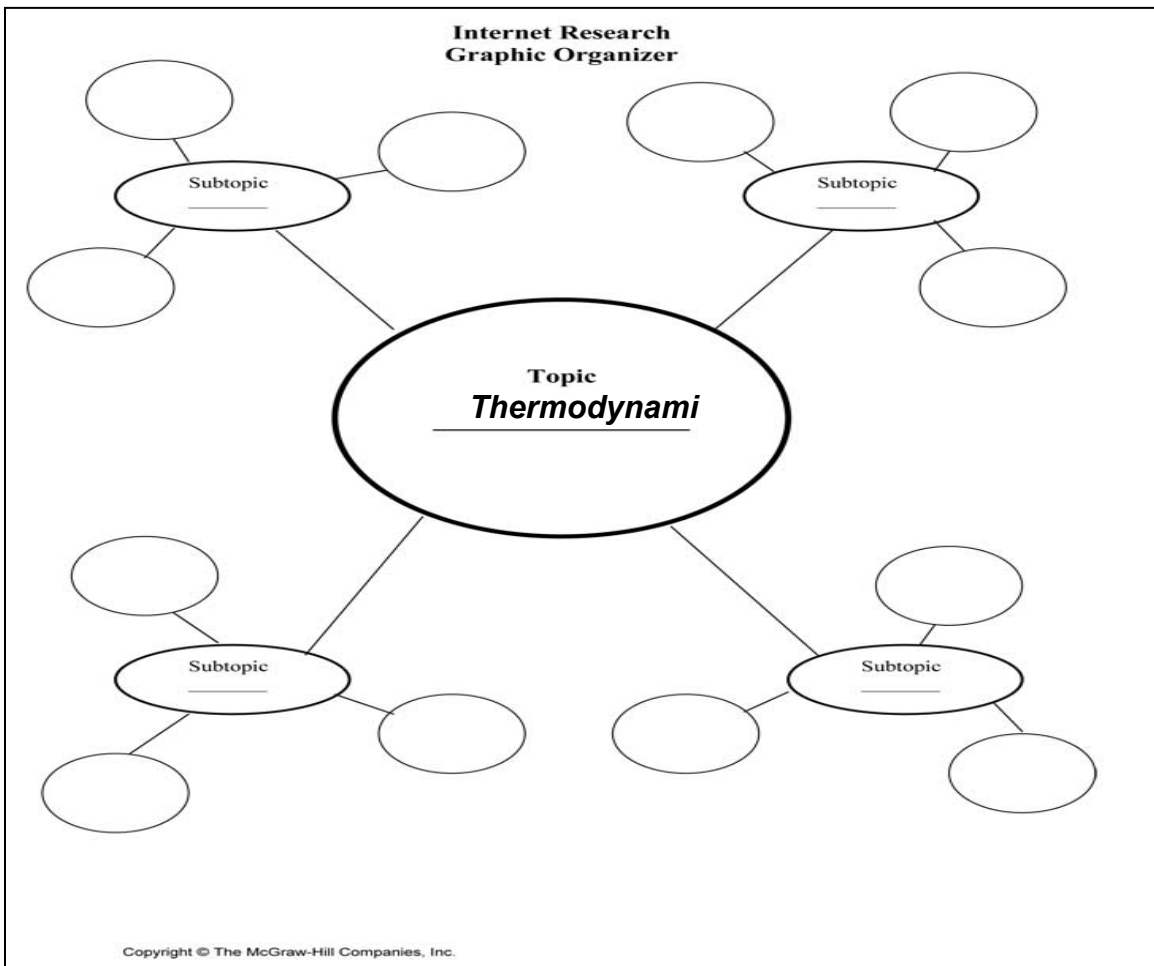 Internet Research
Graphic Organizer
Subtopic
Subtopic
Topic
Thermodynami
Subtopic
Subtopic
Copyright © The McGraw-Hill Companies, Inc.